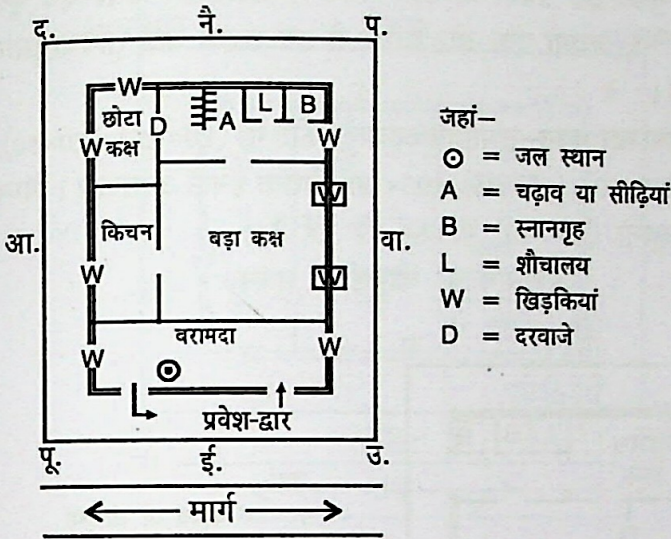 द. नै. प.
W
छोटा D A L B
W कक्ष W
W
आ. किचन बड़ा कक्ष वा.
W W
वरामदा
W W
प्रवेश-द्वार
पू. ई. उ.
मार्ग
जहां–
⊙ = जल स्थान
A = चढ़ाव या सीढ़ियां
B = स्नानगृह
L = शौचालय
W = खिड़कियां
D = दरवाजे